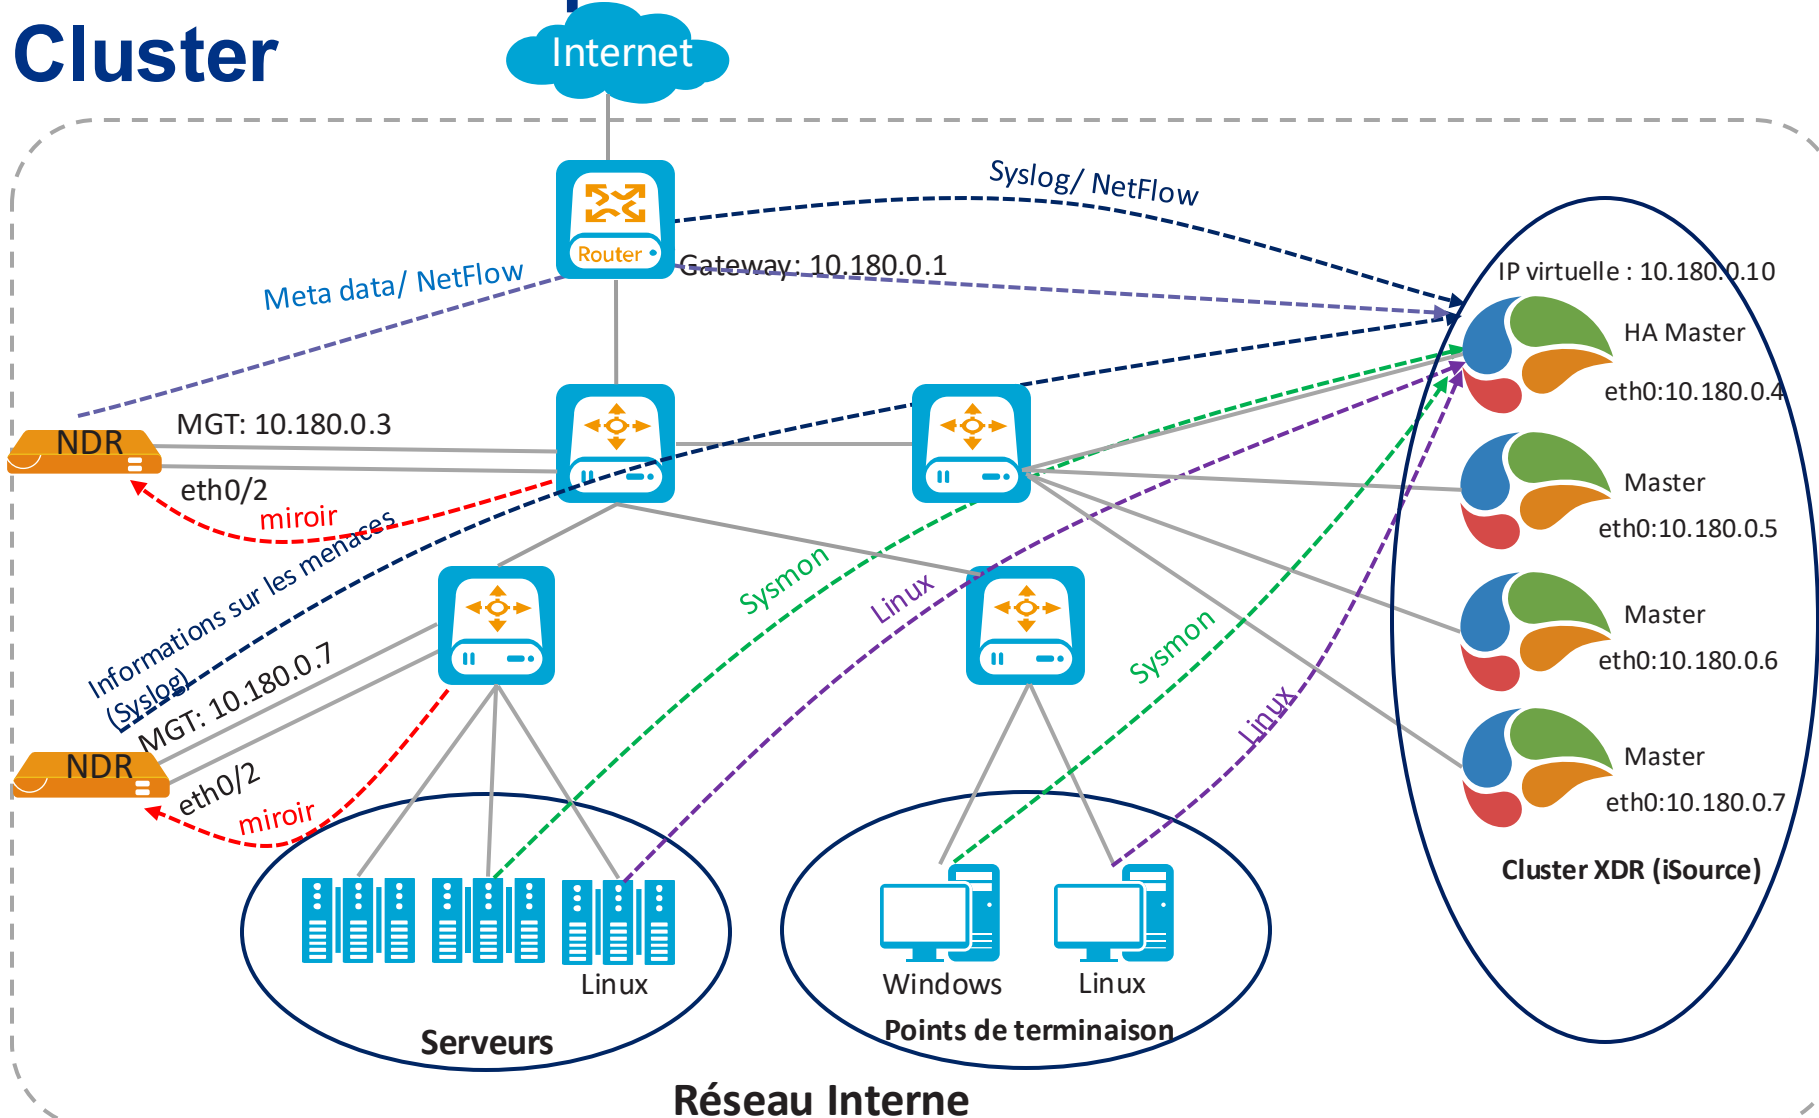 Cluster
Internet
Syslog/ NetFlow
Router
Gateway: 10.180.0.1
Meta data/ NetFlow
IP virtuelle : 10.180.0.10
HA Master
eth0:10.180.0.4
NDR
MGT: 10.180.0.3
eth0/2
miroir
Master
eth0:10.180.0.5
Informations sur les menaces
(Syslog)
Sysmon
Linux
Master
eth0:10.180.0.6
Sysmon
Linux
NDR
MGT: 10.180.0.7
eth0/2
miroir
Master
eth0:10.180.0.7
Cluster XDR (iSource)
Linux
Serveurs
Windows
Linux
Points de terminaison
Réseau Interne